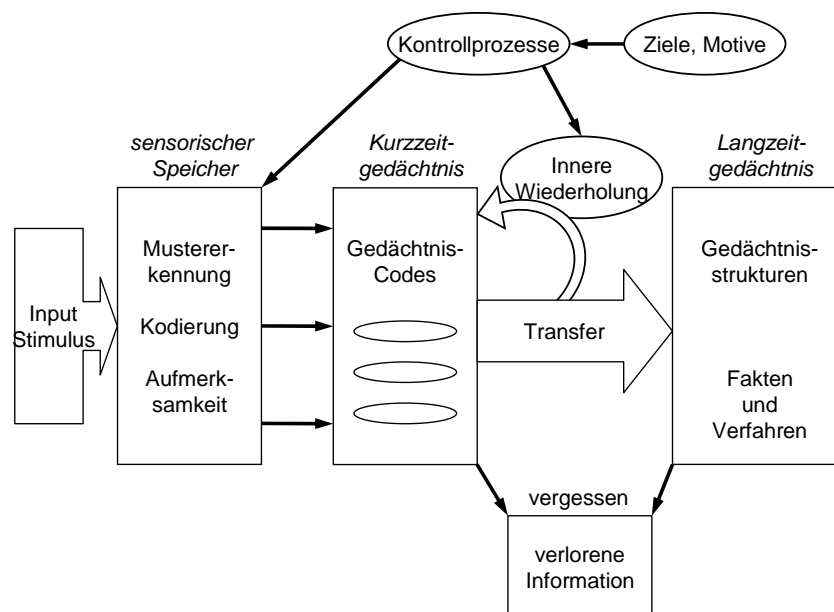 Kontrollprozesse
Ziele, Motive
sensorischer
Speicher
Kurzzeit-
gedächtnis
Innere
Wiederholung
Langzeit-
gedächtnis
Input
Stimulus
Musterer-
kennung
Kodierung
Aufmerk-
samkeit
Gedächtnis-
Codes
Transfer
Gedächtnis-
strukturen
Fakten
und
Verfahren
vergessen
verlorene
Information